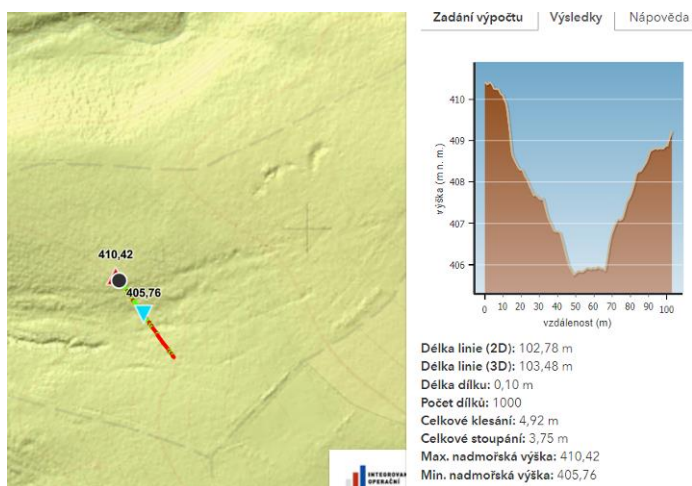 Zadání výpočtu
Výsledky
Nápověda
410,42
405,76
výška (m n. m.)
410
409
408
407
406
0 10 20 30 40 50 60 70 80 90 100
vzdálenost (m)
Délka linie (2D): 102,78 m
Délka linie (3D): 103,48 m
Délka dílku: 0,10 m
Počet dílků: 1000
Celkové klesání: 4,92 m
Celkové stoupání: 3,75 m
Max. nadmořská výška: 410,42
Min. nadmořská výška: 405,76
INTEGROVAN
OPERAČNÍ